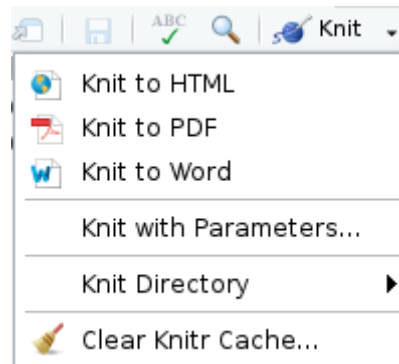 ABC
Knit
Knit to HTML
Knit to PDF
Knit to Word
Knit with Parameters...
Knit Directory
Clear Knitr Cache...